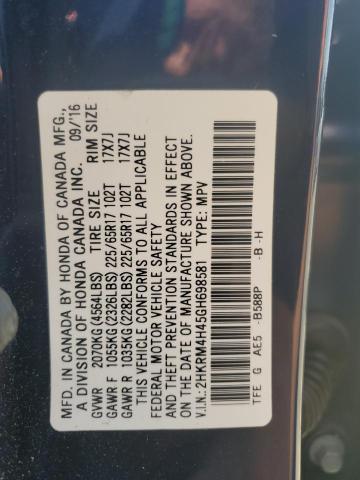 MFD. IN CANADA BY HONDA OF CANADA MFG.,
A DIVISION OF HONDA CANADA INC. 09/'16
GVWR 2070KG(4564LBS) TIRE SIZE RIM SIZE
GAWR F 1055KG(2326LBS)225/65R17 102T 17X7J
GAWR R 1035KG(2282LBS)225/65R17 102T 17X7J
THIS VEHICLE CONFORMS TO ALL APPLICABLE
FEDERAL MOTOR VEHICLE SAFETY
AND THEFT PREVENTION STANDARDS IN EFFECT
ON THE DATE OF MANUFACTURE SHOWN ABOVE.
V.I.N.:2HKRM4H45GH698581 TYPE: MPV
TFE G AE5 -B588P -B -H